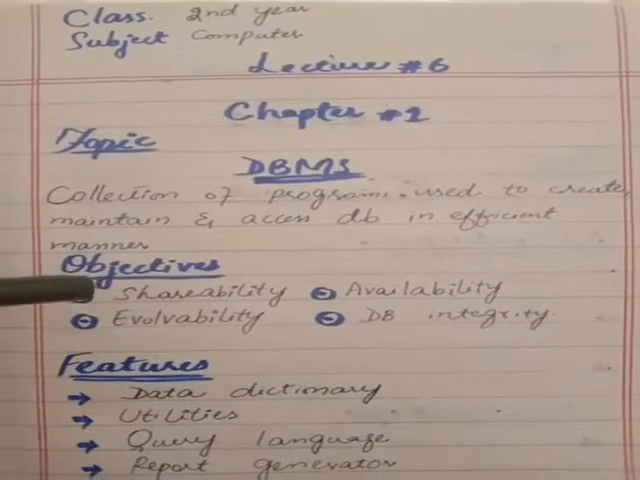 Class. 2nd year
Subject Computer
Lecture #6
Chapter #2
Topic
DBMS
Collection of programs used to create,
maintain & access db in efficient
manner
Objectives
Shareability Availability
Evolvability DB integrity.
Features
→ Data dictionary
→ Utilities
→ Query language
→ Report generator